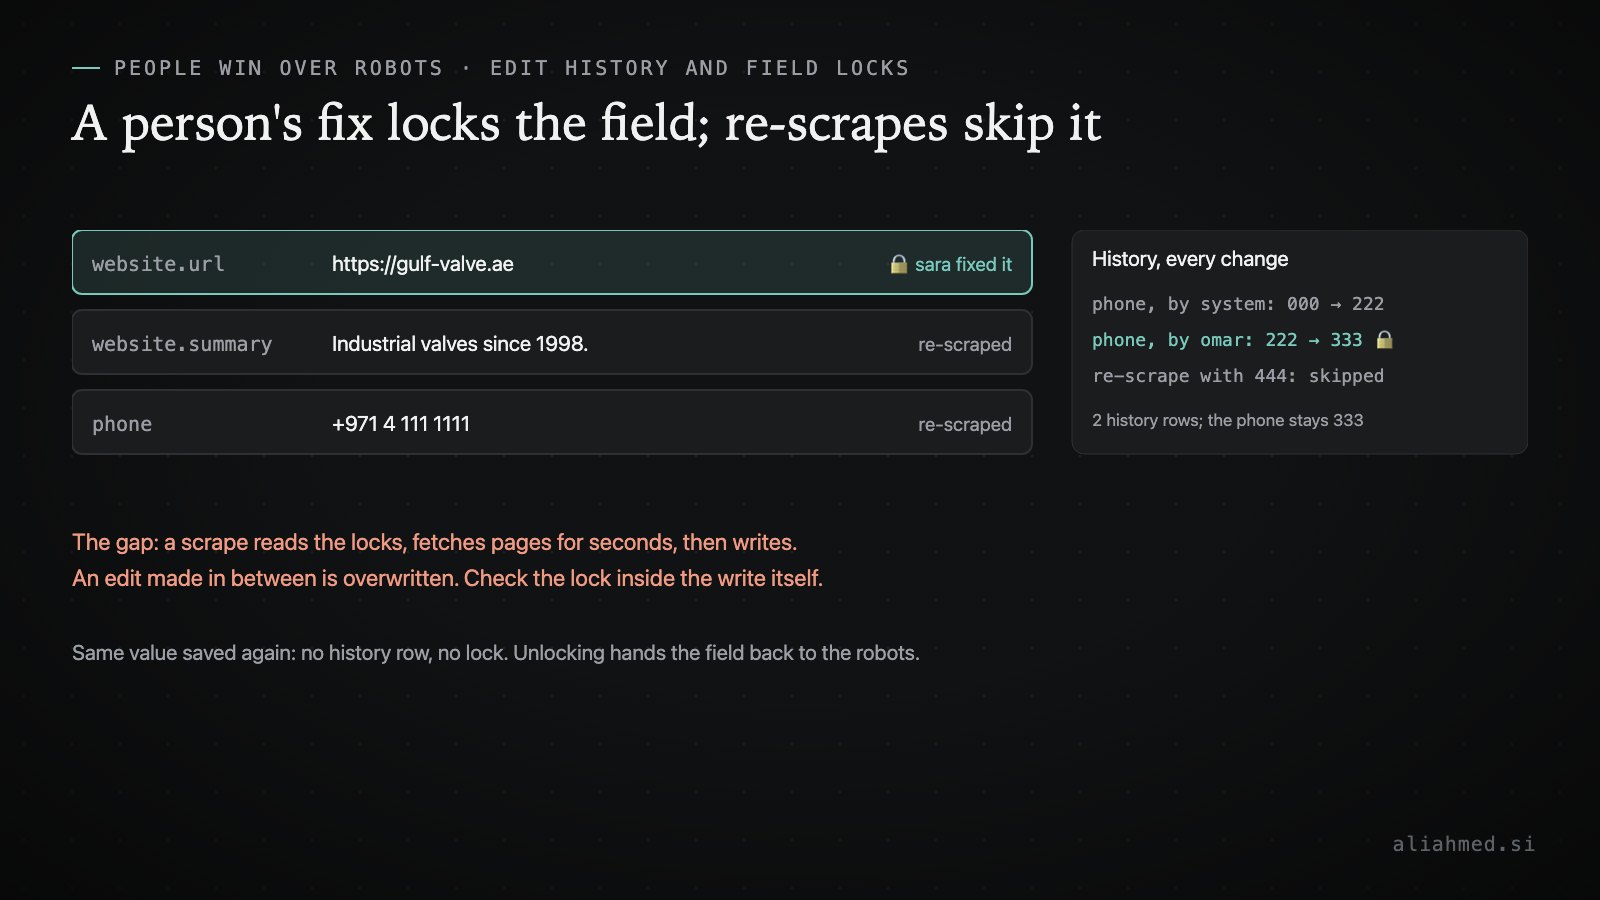 PEOPLE WIN OVER ROBOTS · EDIT HISTORY AND FIELD LOCKS
A person's fix locks the field; re-scrapes skip it
website.url https://gulf-valve.ae 🔒 sara fixed it
website.summary Industrial valves since 1998. re-scraped
phone +971 4 111 1111 re-scraped
History, every change
phone, by system: 000 → 222
phone, by omar: 222 → 333 🔒
re-scrape with 444: skipped
2 history rows; the phone stays 333
The gap: a scrape reads the locks, fetches pages for seconds, then writes.
An edit made in between is overwritten. Check the lock inside the write itself.
Same value saved again: no history row, no lock. Unlocking hands the field back to the robots.
aliahmed.si